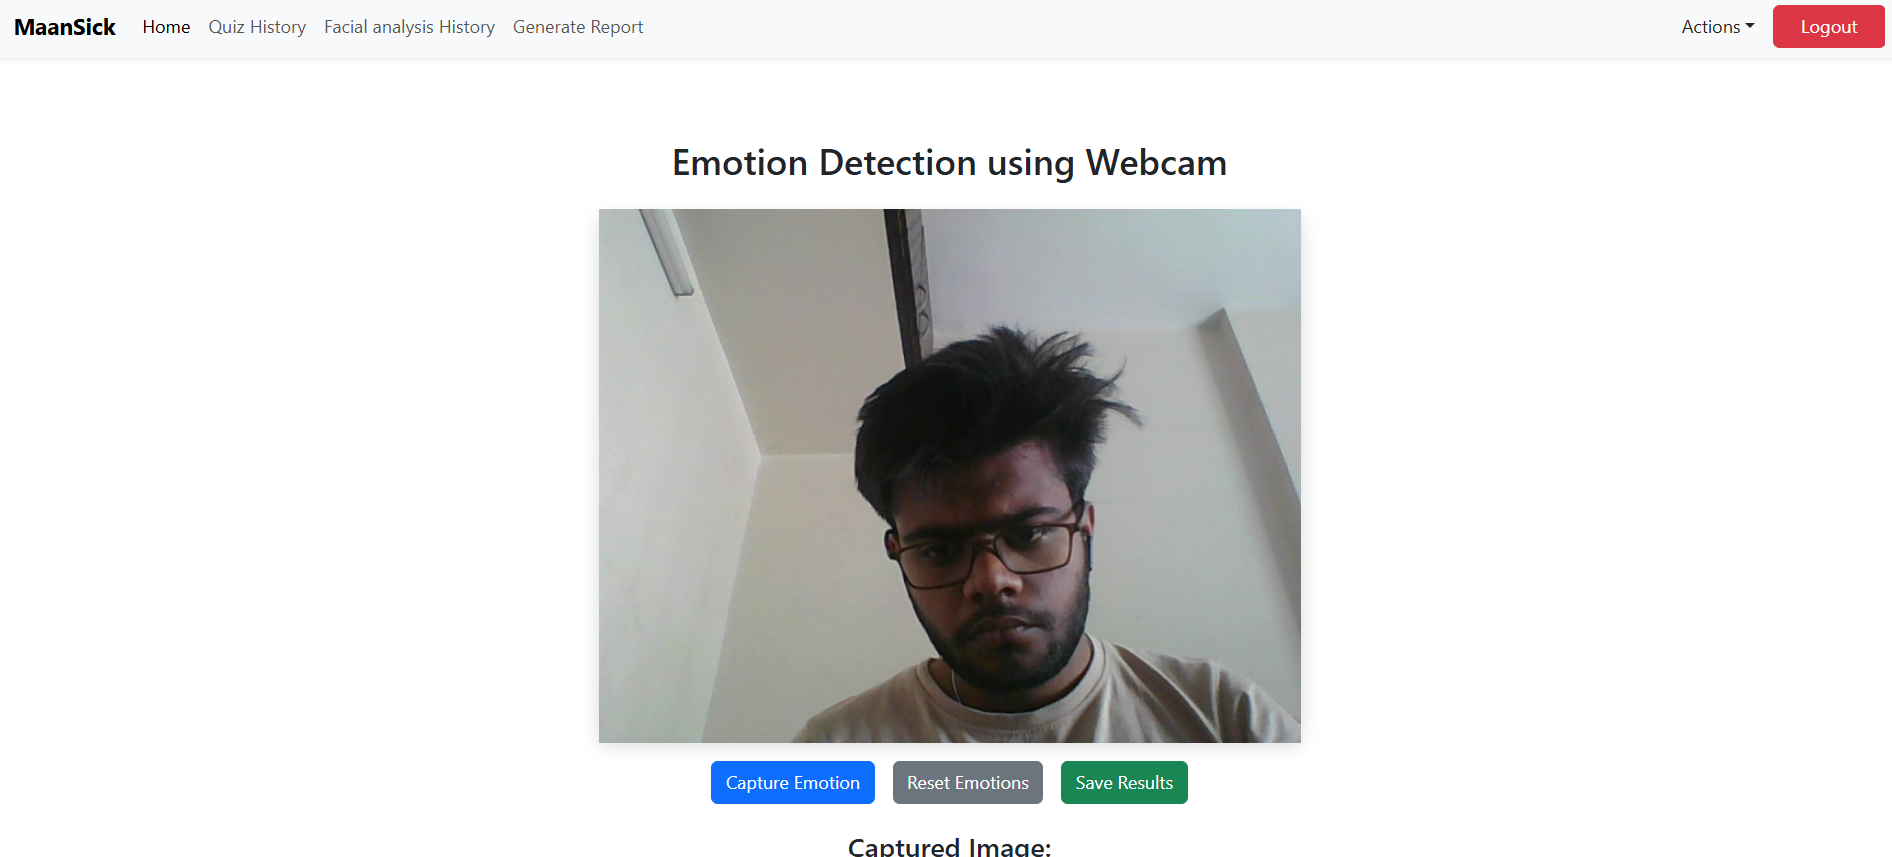 MaanSick Home Quiz History Facial analysis History Generate Report Actions Logout
Emotion Detection using Webcam
Capture Emotion Reset Emotions Save Results
Captured Image: